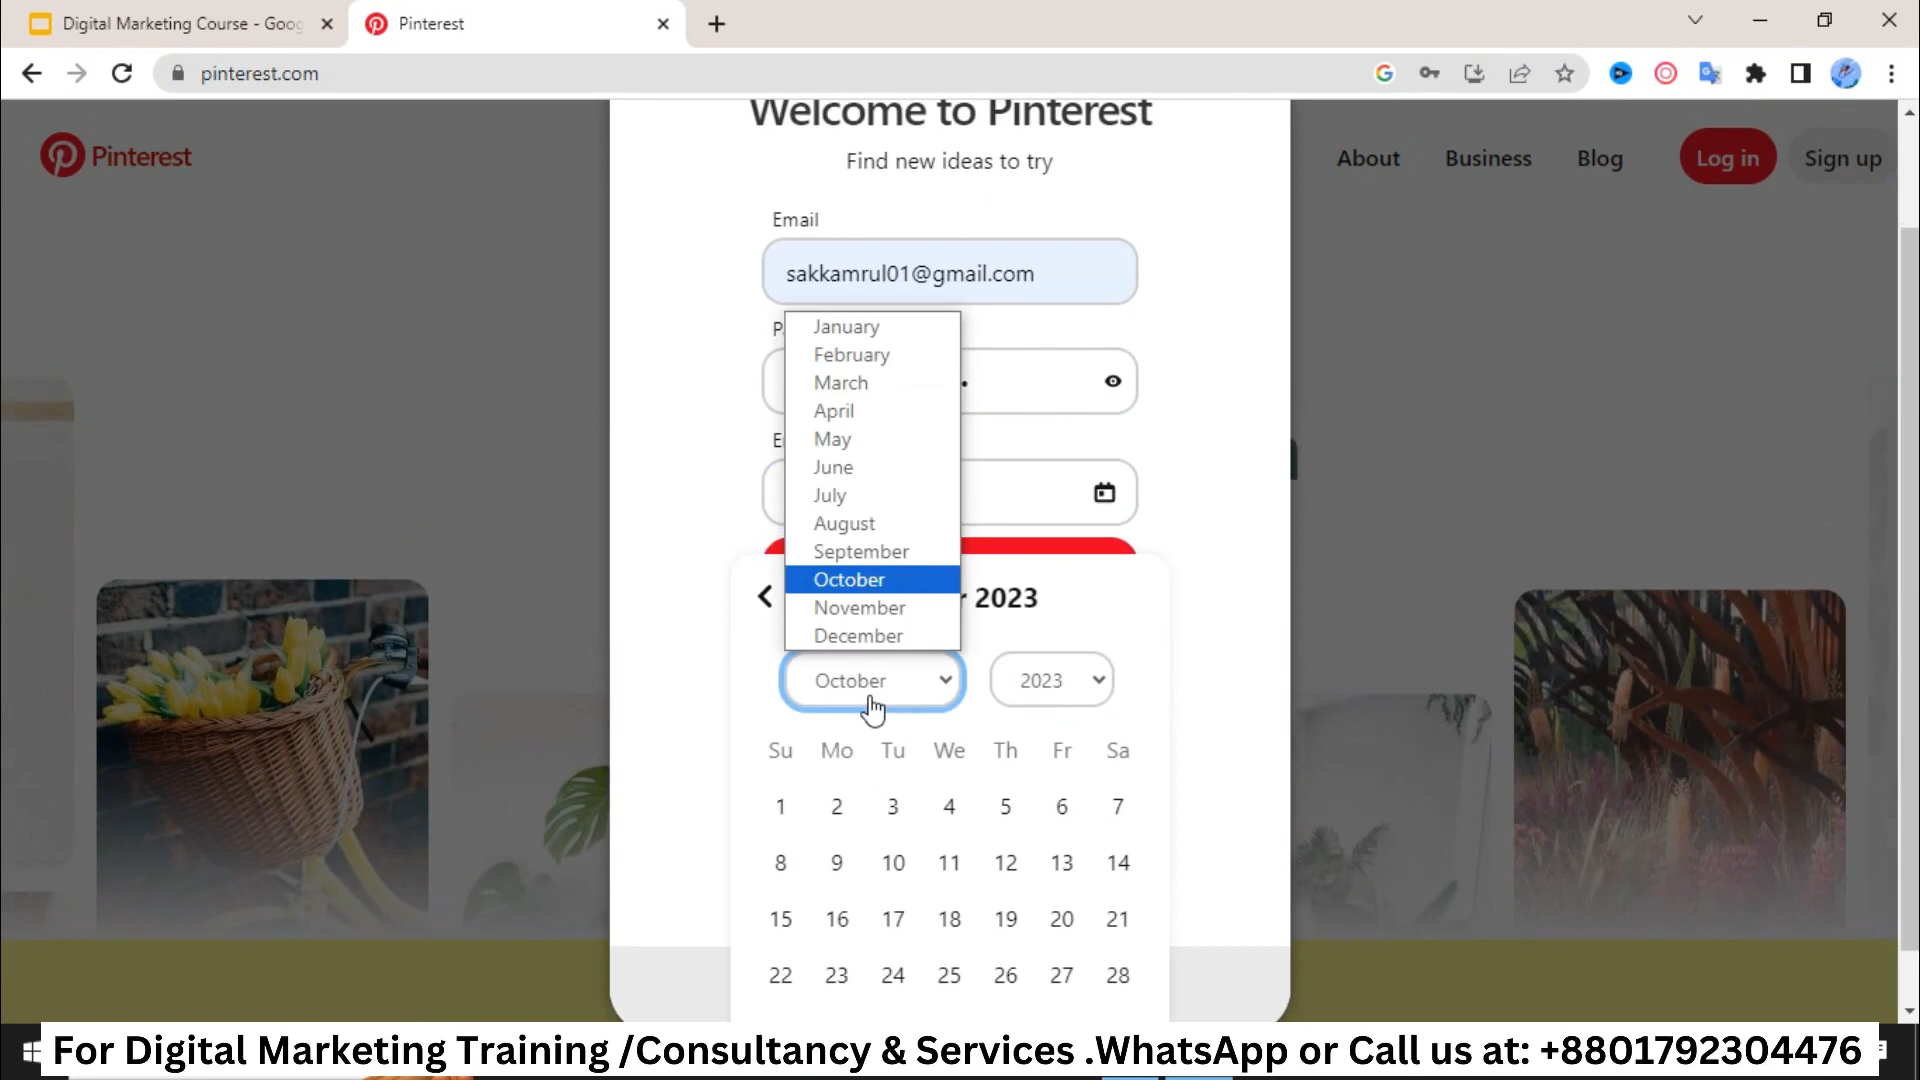 Digital Marketing Course - Goog
Pinterest
pinterest.com
Pinterest
About
Business
Blog
Log in
Sign up
Welcome to Pinterest
Find new ideas to try
Email
sakkamrul01@gmail.com
January
February
March
April
May
June
July
August
September
October
November
December
2023
October
2023
Su Mo Tu We Th Fr Sa
1 2 3 4 5 6 7
8 9 10 11 12 13 14
15 16 17 18 19 20 21
22 23 24 25 26 27 28
For Digital Marketing Training /Consultancy & Services .WhatsApp or Call us at: +8801792304476